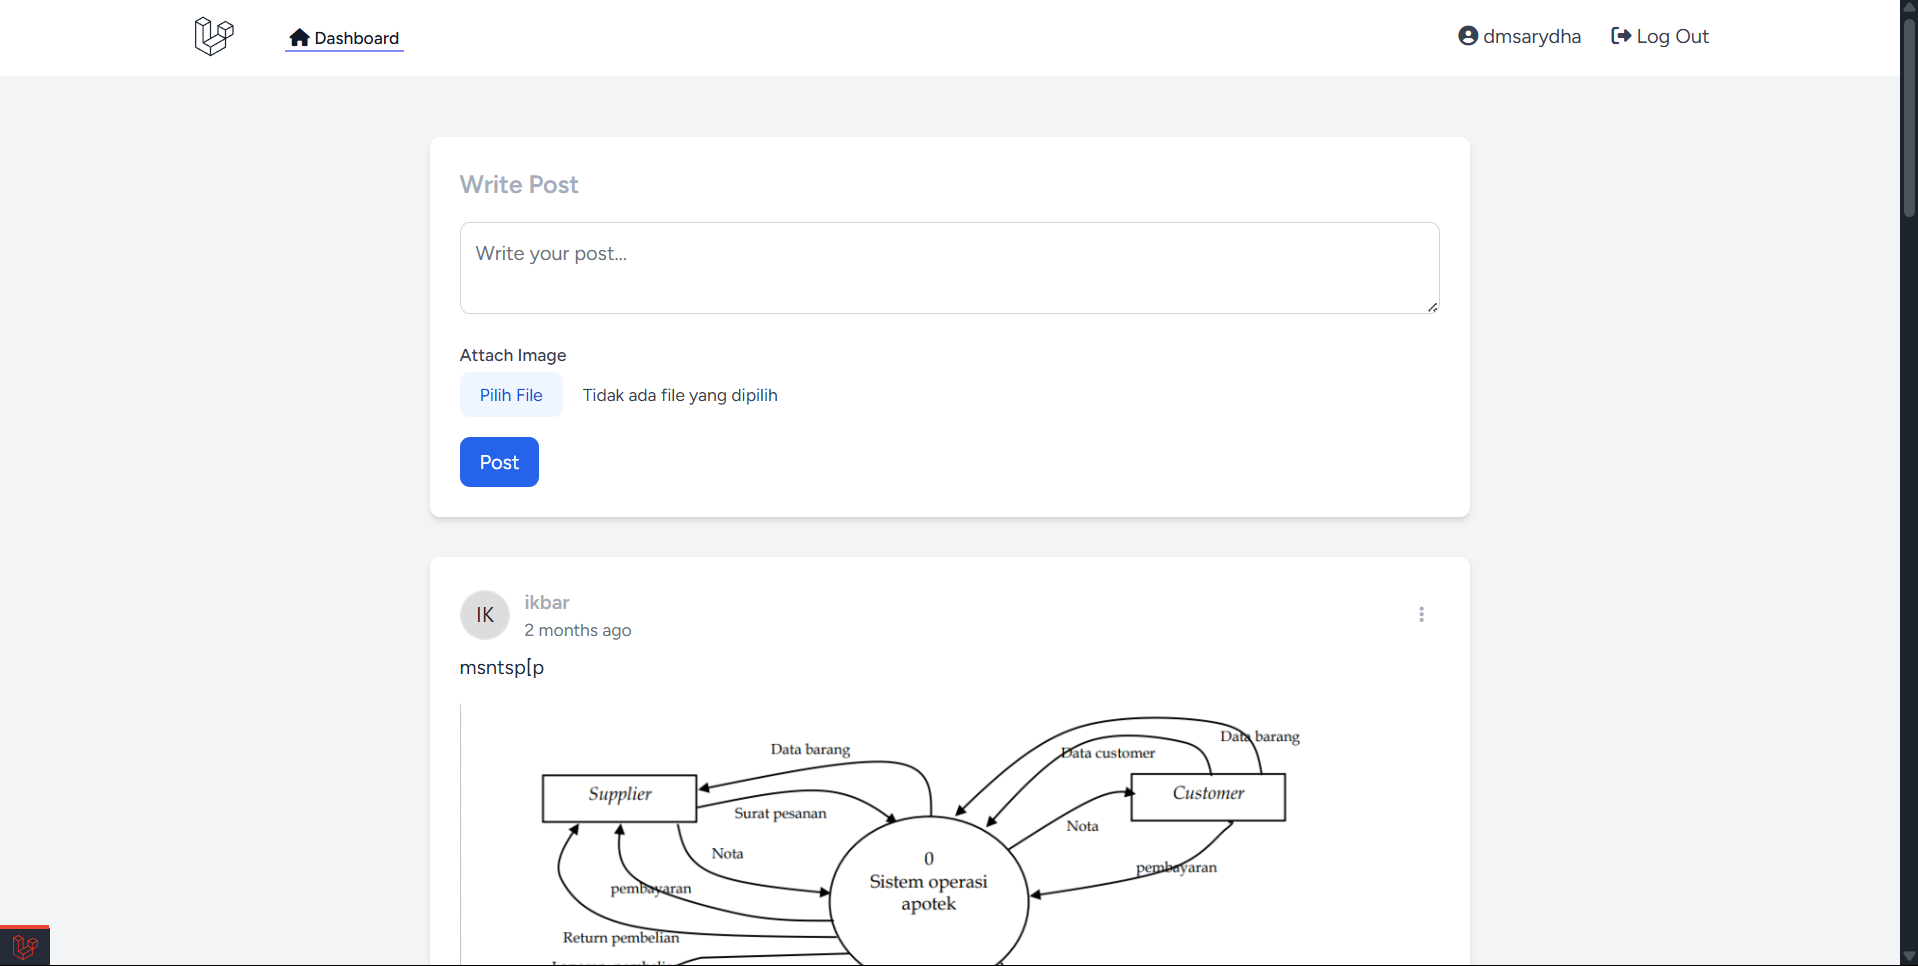 Dashboard
dmsarydha
Log Out
Write Post
Write your post...
Attach Image
Pilih File
Tidak ada file yang dipilih
Post
IK
ikbar
2 months ago
msntsp[p
Data barang
Data barang
Data customer
Supplier
Customer
Surat pesanan
Nota
Nota
0
Sistem operasi
apotek
pembayaran
pembayaran
Return pembelian